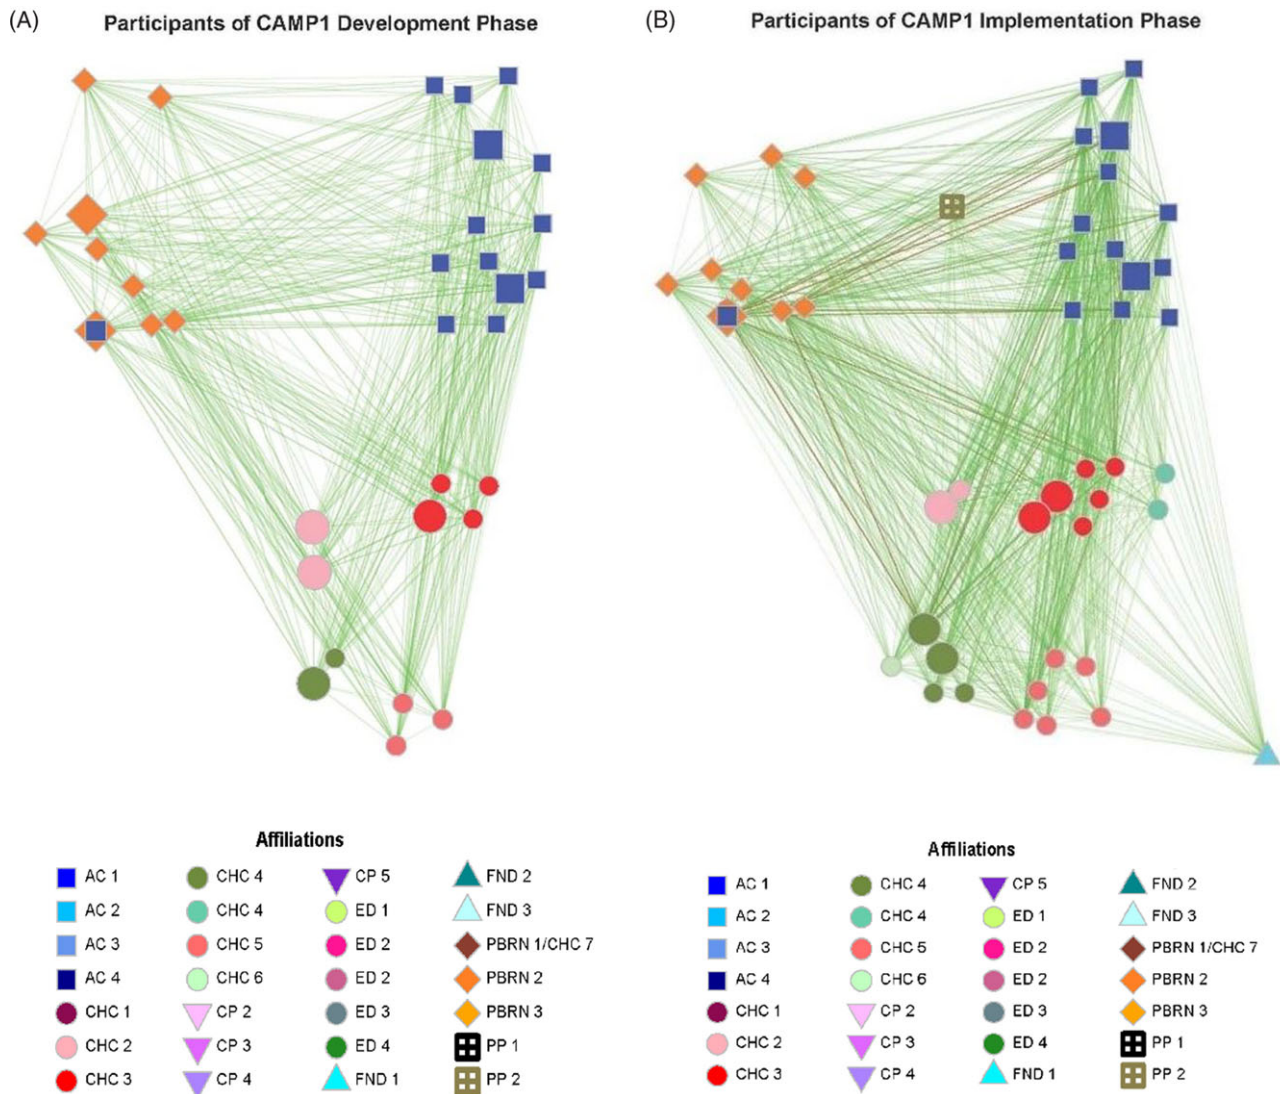 (A)
Participants of CAMP1 Development Phase
(B)
Participants of CAMP1 Implementation Phase
Affiliations
AC 1
AC 2
AC 3
AC 4
CHC 1
CHC 2
CHC 3
CHC 4
CHC 4
CHC 5
CHC 6
CP 2
CP 3
CP 4
CP 5
ED 1
ED 2
ED 2
ED 3
ED 4
FND 1
FND 2
FND 3
PBRN 1/CHC 7
PBRN 2
PBRN 3
PP 1
PP 2
Affiliations
AC 1
AC 2
AC 3
AC 4
CHC 1
CHC 2
CHC 3
CHC 4
CHC 4
CHC 5
CHC 6
CP 2
CP 3
CP 4
CP 5
ED 1
ED 2
ED 2
ED 3
ED 4
FND 1
FND 2
FND 3
PBRN 1/CHC 7
PBRN 2
PBRN 3
PP 1
PP 2